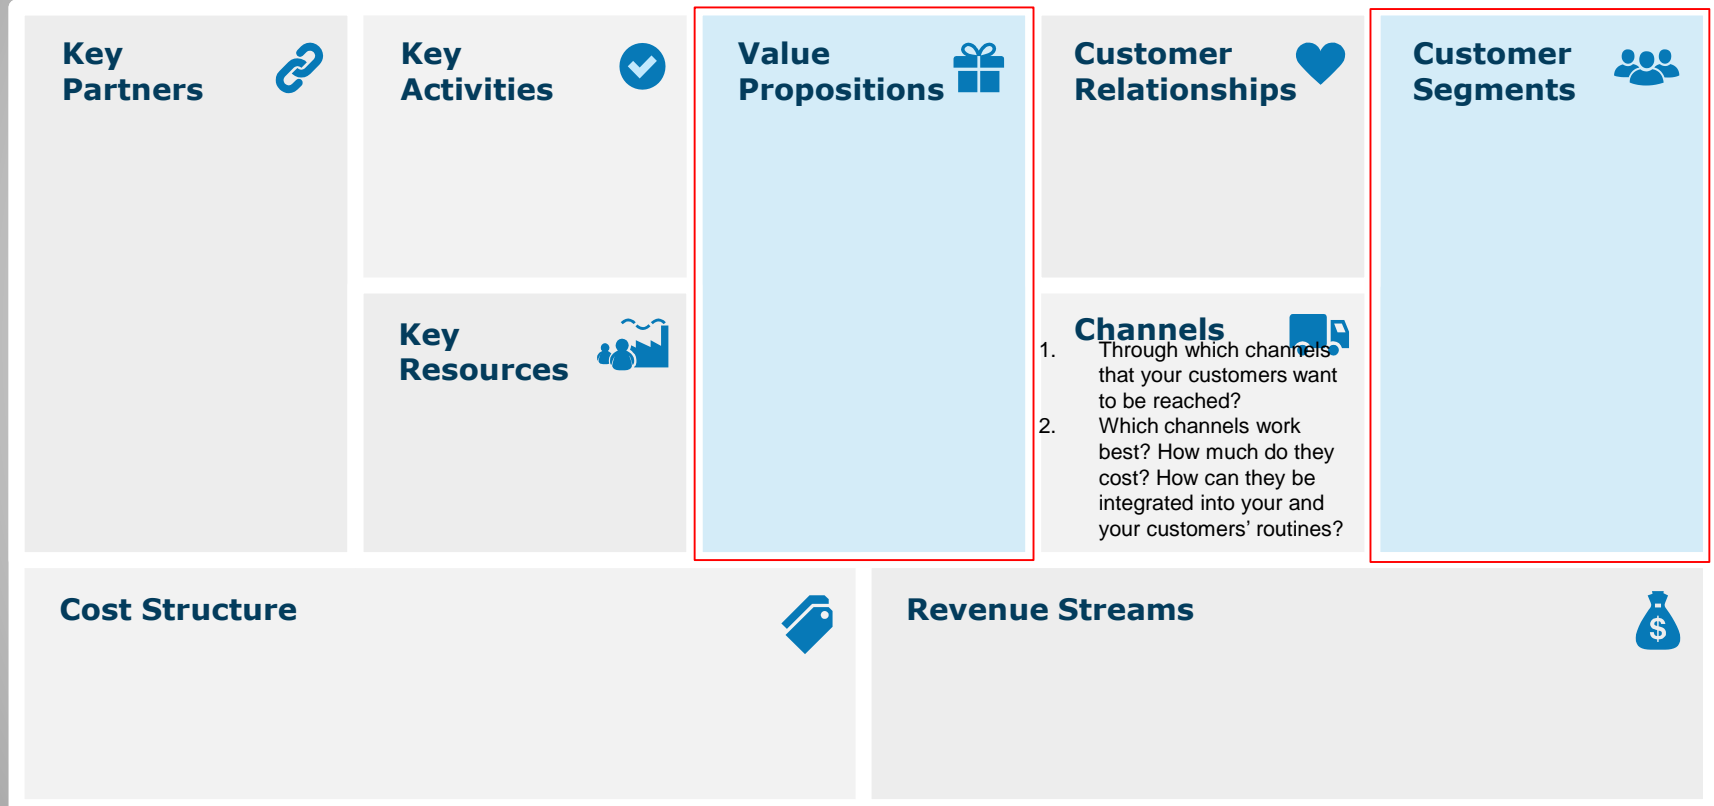 Key
Partners
Key
Activities
Value
Propositions
Customer
Relationships
Customer
Segments
Key
Resources
Channels
1. Through which channels
that your customers want
to be reached?
2. Which channels work
best? How much do they
cost? How can they be
integrated into your and
your customers’ routines?
Cost Structure
Revenue Streams
$